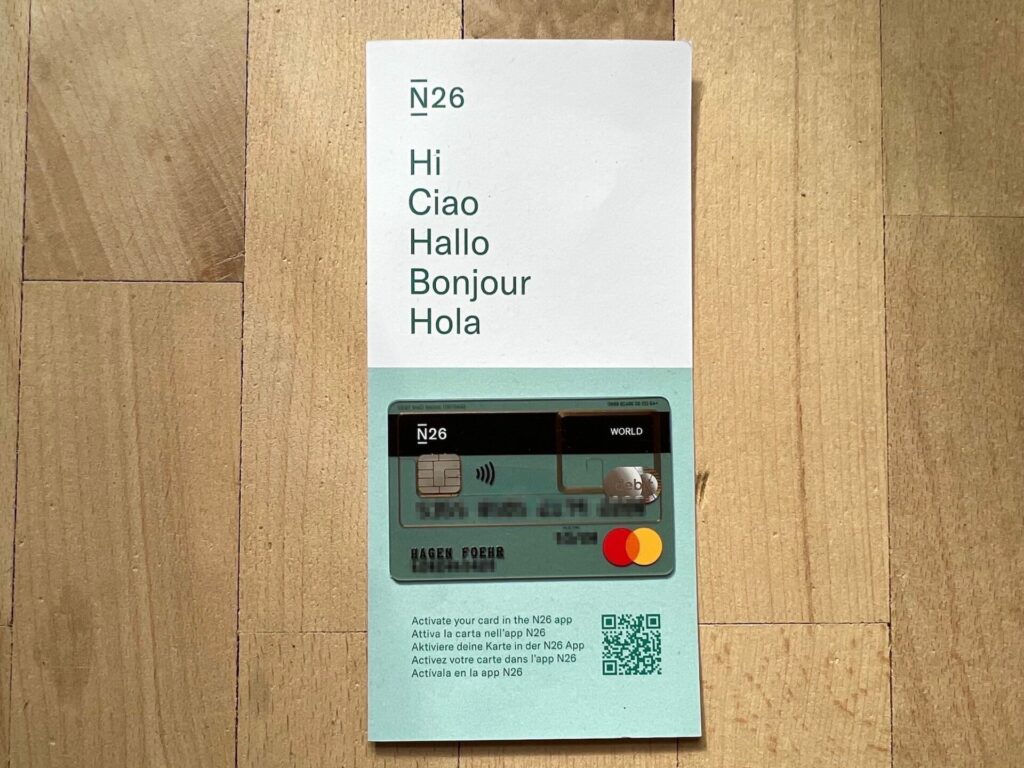 N26
Hi
Ciao
Hallo
Bonjour
Hola
N26
WORLD
debit
HAGEN FOEHR
Activate your card in the N26 app
Attiva la carta nell'app N26
Aktiviere deine Karte in der N26 App
Activez votre carte dans l'app N26
Actívala en la app N26